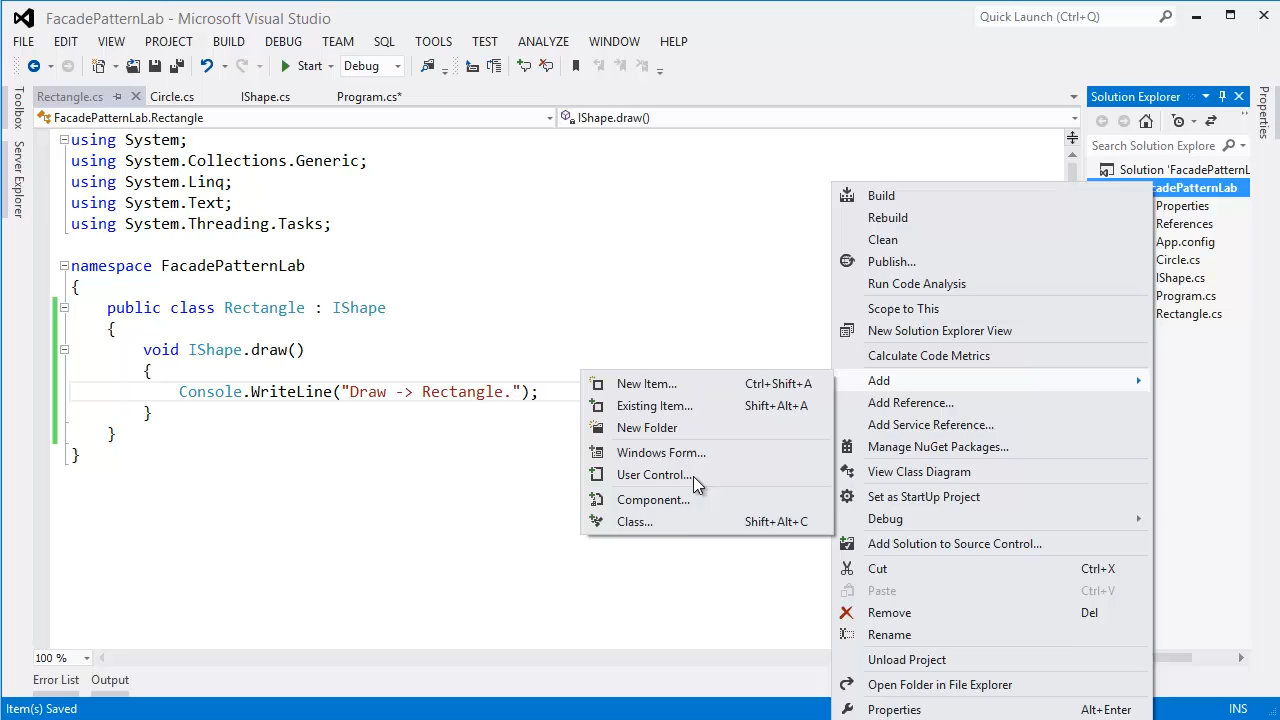 FacadePatternLab - Microsoft Visual Studio
Quick Launch (Ctrl+Q)
FILE EDIT VIEW PROJECT BUILD DEBUG TEAM SQL TOOLS TEST ANALYZE WINDOW HELP
Start Debug
Toolbox
Server Explorer
Rectangle.cs Circle.cs IShape.cs Program.cs*
FacadePatternLab.Rectangle IShape.draw()
using System;
using System.Collections.Generic;
using System.Linq;
using System.Text;
using System.Threading.Tasks;
namespace FacadePatternLab
{
public class Rectangle : IShape
{
void IShape.draw()
{
Console.WriteLine("Draw -> Rectangle.");
}
}
}
100 %
Error List Output
Item(s) Saved
INS
New Item... Ctrl+Shift+A
Existing Item... Shift+Alt+A
New Folder
Windows Form...
User Control...
Component...
Class... Shift+Alt+C
Build
Rebuild
Clean
Publish...
Run Code Analysis
Scope to This
New Solution Explorer View
Calculate Code Metrics
Add
Add Reference...
Add Service Reference...
Manage NuGet Packages...
View Class Diagram
Set as StartUp Project
Debug
Add Solution to Source Control...
Cut Ctrl+X
Paste Ctrl+V
Remove Del
Rename
Unload Project
Open Folder in File Explorer
Properties Alt+Enter
Solution Explorer
Search Solution Explore
Solution 'FacadePatternL
cadePatternLab
Properties
References
App.config
Circle.cs
IShape.cs
Program.cs
Rectangle.cs
Properties